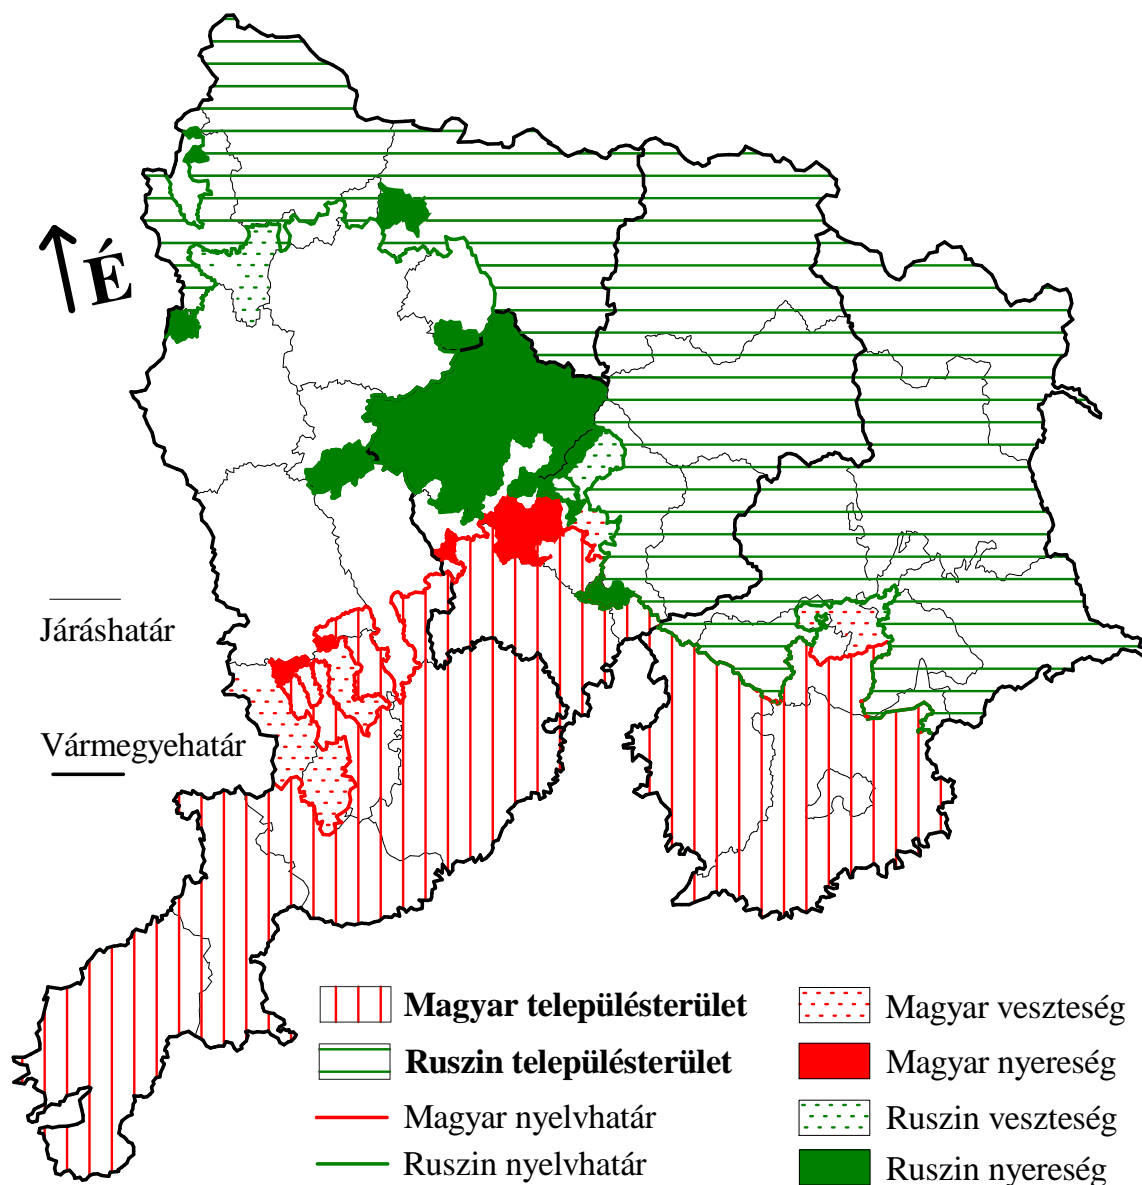 É
Járáshatár
Vármegyehatár
Magyar településterület
Ruszin településterület
Magyar nyelvhatár
Ruszin nyelvhatár
Magyar veszteség
Magyar nyereség
Ruszin veszteség
Ruszin nyereség